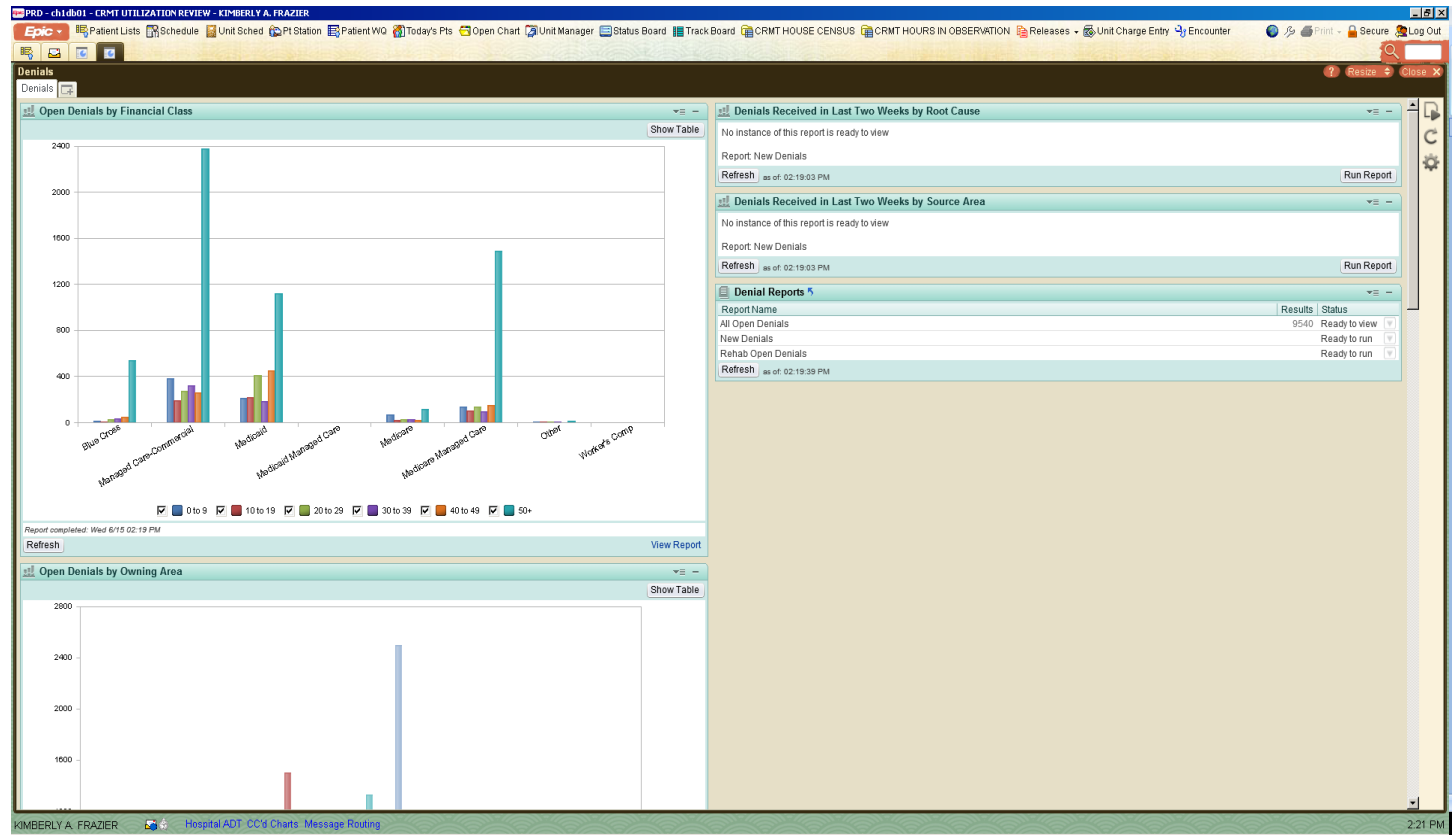 PRD - ch1db01 - CRMT UTILIZATION REVIEW - KIMBERLY A. FRAZIER
Epic Patient Lists Schedule Unit Sched Pt Station Patient WQ Today's Pts Open Chart Unit Manager Status Board Track Board CRMT HOUSE CENSUS CRMT HOURS IN OBSERVATION Releases Unit Charge Entry Encounter Print Secure Log Out
Denials ? Resize Close X
Denials
Open Denials by Financial Class
Show Table
2400
2000
1600
1200
800
400
0
Blue Cross
Managed Care-Commercial
Medicaid
Medicaid Managed Care
Medicare
Medicare Managed Care
Other
Worker's Comp
0 to 9 10 to 19 20 to 29 30 to 39 40 to 49 50+
Report completed: Wed 6/15 02:19 PM
Refresh View Report
Open Denials by Owning Area
Show Table
2800
2400
2000
1600
Denials Received in Last Two Weeks by Root Cause
No instance of this report is ready to view
Report: New Denials
Refresh as of: 02:19:03 PM Run Report
Denials Received in Last Two Weeks by Source Area
No instance of this report is ready to view
Report: New Denials
Refresh as of: 02:19:03 PM Run Report
Denial Reports
Report Name Results Status
All Open Denials 9540 Ready to view
New Denials Ready to run
Rehab Open Denials Ready to run
Refresh as of: 02:19:39 PM
KIMBERLY A. FRAZIER Hospital ADT CC'd Charts Message Routing 2:21 PM